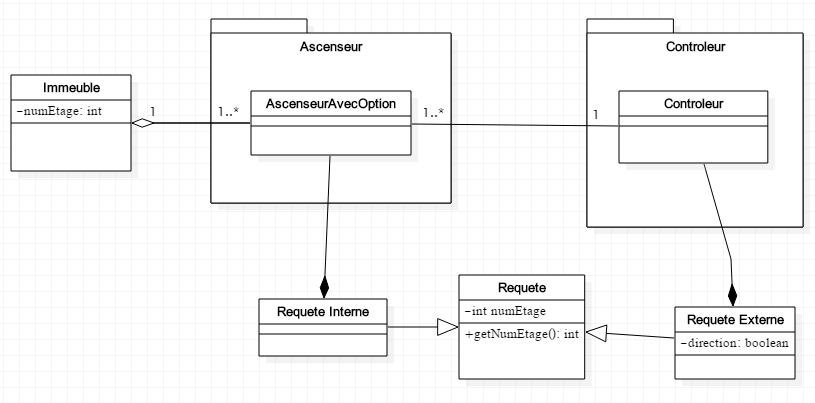 Ascenseur
Controleur
Immeuble
-numEtage: int
1
1..*
AscenseurAvecOption
1..*
1
Controleur
Requete Interne
Requete
-int numEtage
+getNumEtage(): int
Requete Externe
-direction: boolean